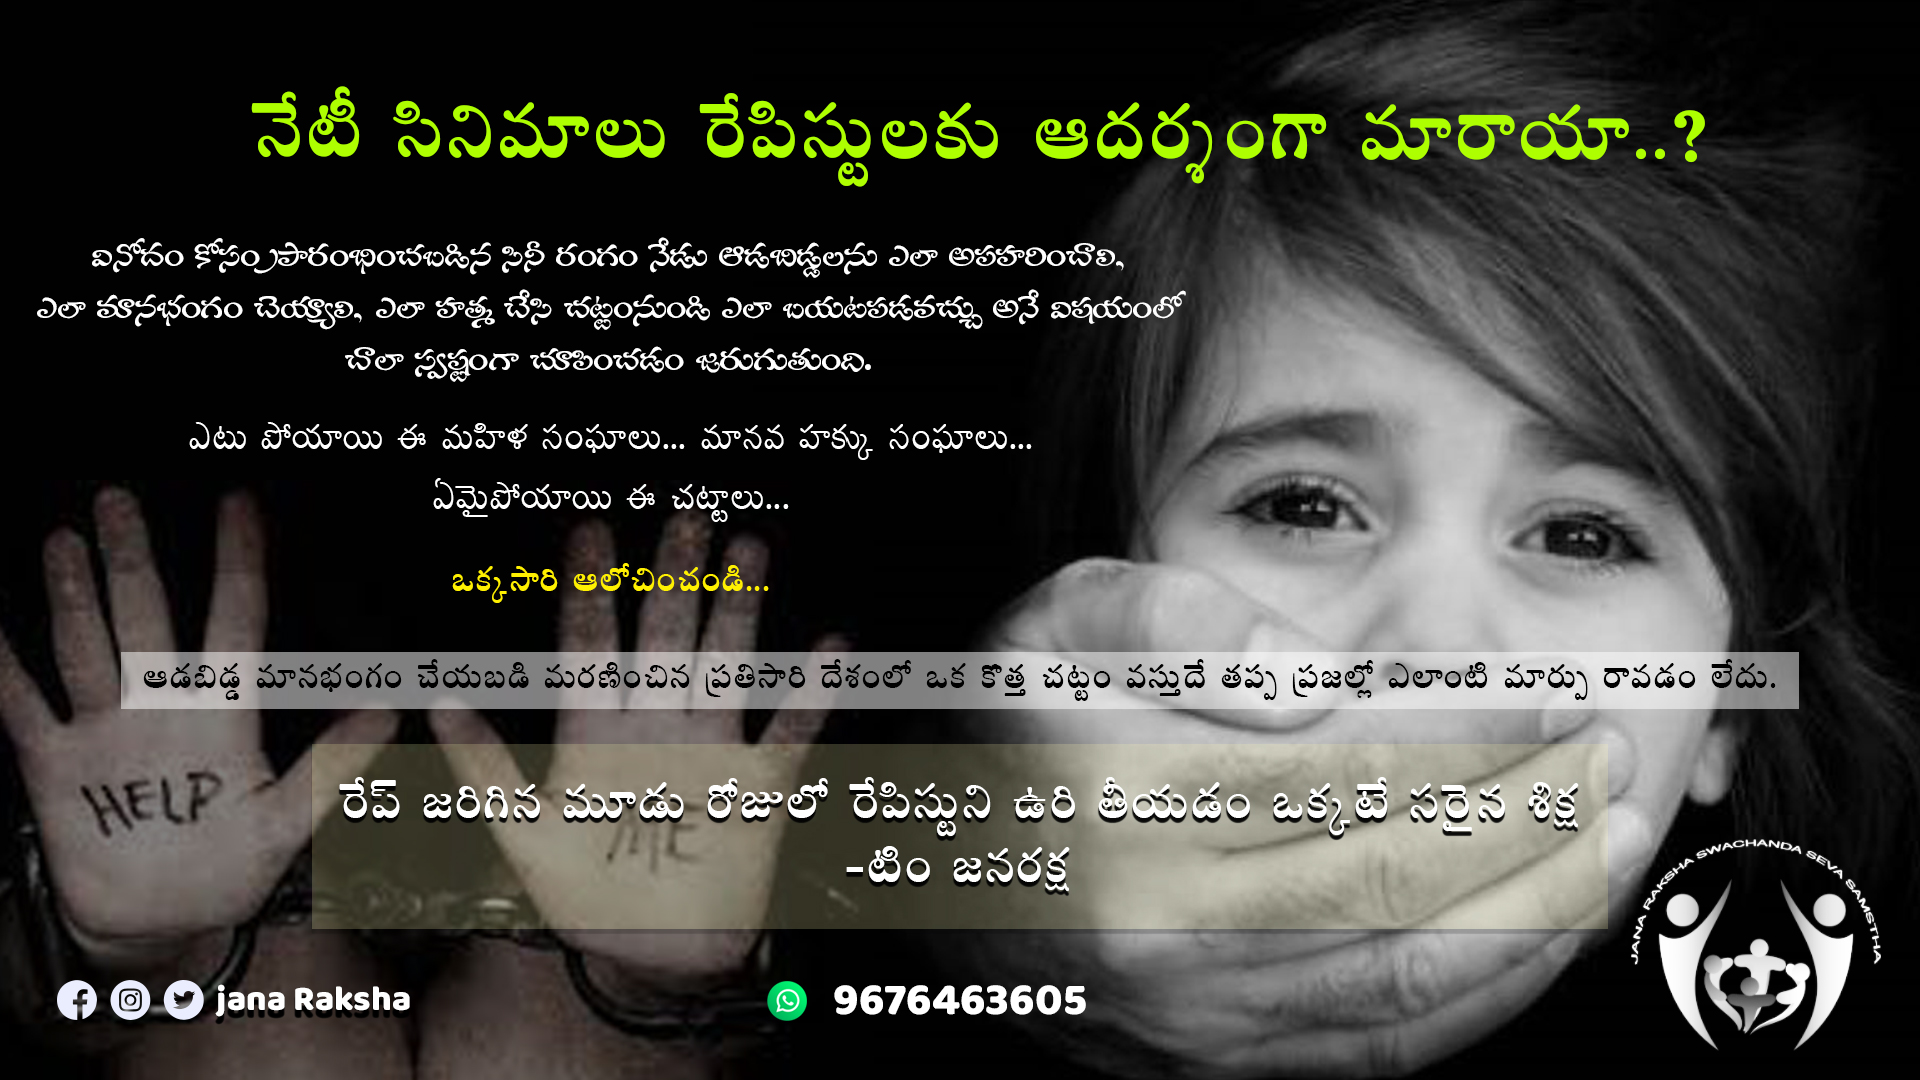 నేటి సినిమాలు రేపిస్టులకు ఆదర్శంగా మారాయా..?
వినోదం కోసం ప్రారంభించబడిన సినీ రంగం నేడు ఆడబిడ్డలను ఎలా అపహరించాలి,
ఎలా మానభంగం చెయ్యాలి, ఎలా హత్య చేసి చట్టంనుండి ఎలా బయటపడవచ్చు అనే విషయంలో
చాలా స్పష్టంగా చూపించడం జరుగుతుంది.
ఎటు పోయాయి ఈ మహిళ సంఘాలు... మానవ హక్కు సంఘాలు...
ఏమైపోయాయి ఈ చట్టాలు...
ఒక్కసారి ఆలోచించండి...
ఆడబిడ్డ మానభంగం చేయబడి మరణించిన ప్రతిసారి దేశంలో ఒక కొత్త చట్టం వస్తుదే తప్ప ప్రజల్లో ఎలాంటి మార్పు రావడం లేదు.
HELP
ME
రేప్ జరిగిన మూడు రోజులో రేపిస్టుని ఉరి తీయడం ఒక్కటే సరైన శిక్ష
-టిం జనరక్ష
JANA RAKSHA SWACHANDA SEVA SAMSTHA
jana Raksha
9676463605